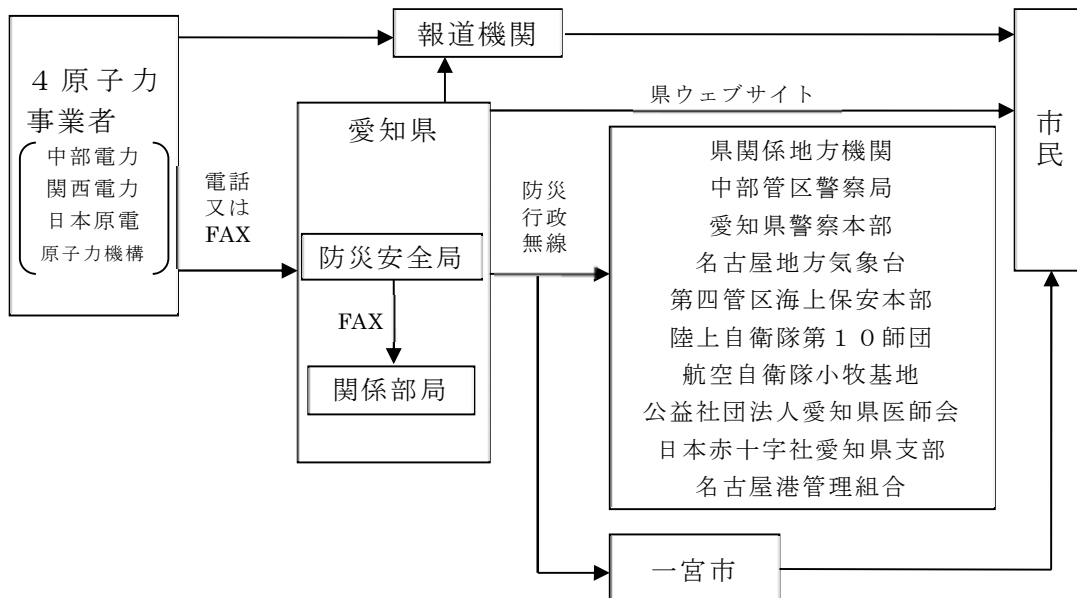 ４原子力
事業者
中部電力
関西電力
日本原電
原子力機構
電話
又は
FAX
報道機関
愛知県
防災安全局
FAX
関係部局
県ウェブサイト
防災
行政
無線
県関係地方機関
中部管区警察局
愛知県警察本部
名古屋地方気象台
第四管区海上保安本部
陸上自衛隊第１０師団
航空自衛隊小牧基地
公益社団法人愛知県医師会
日本赤十字社愛知県支部
名古屋港管理組合
一宮市
市
民